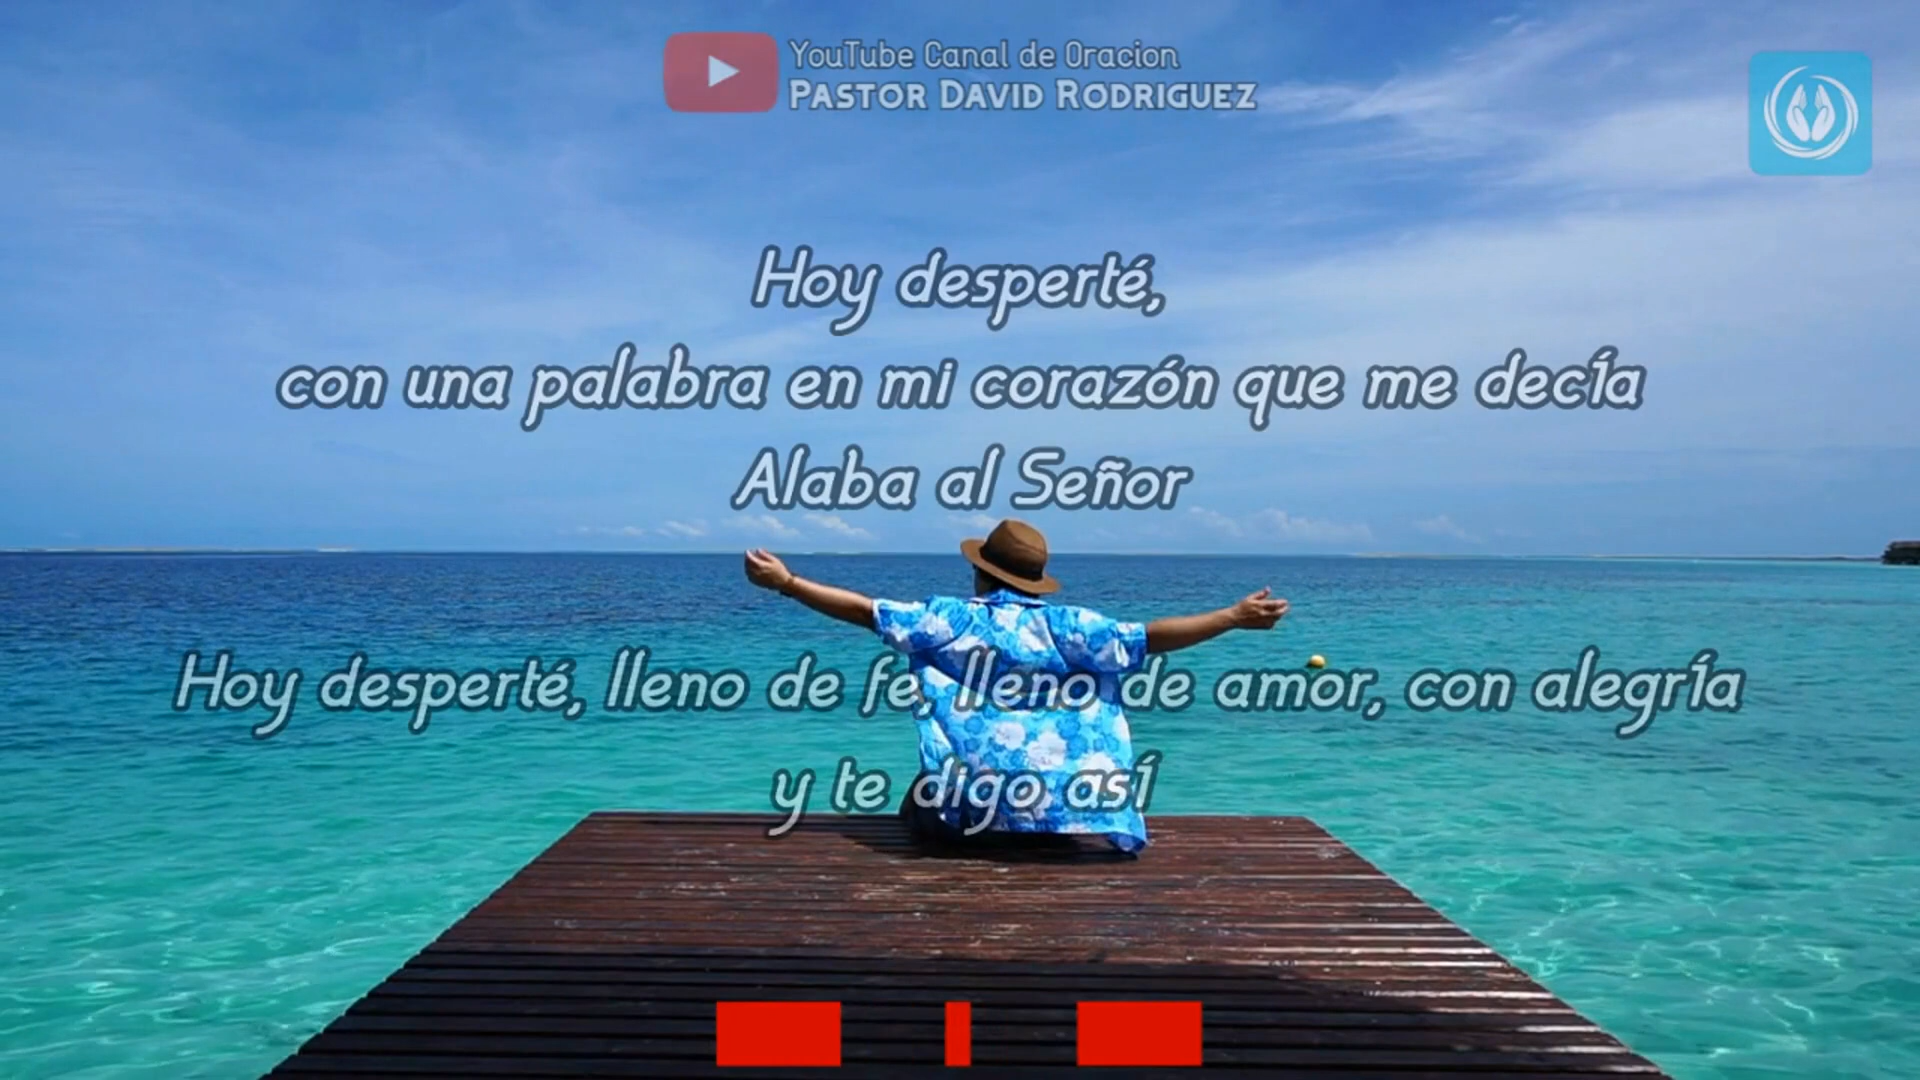 YouTube Canal de Oracion
PASTOR DAVID RODRIGUEZ
Hoy desperté,
con una palabra en mi corazón que me decía
Alaba al Señor
Hoy desperté, lleno de fe, lleno de amor, con alegría
y te digo así